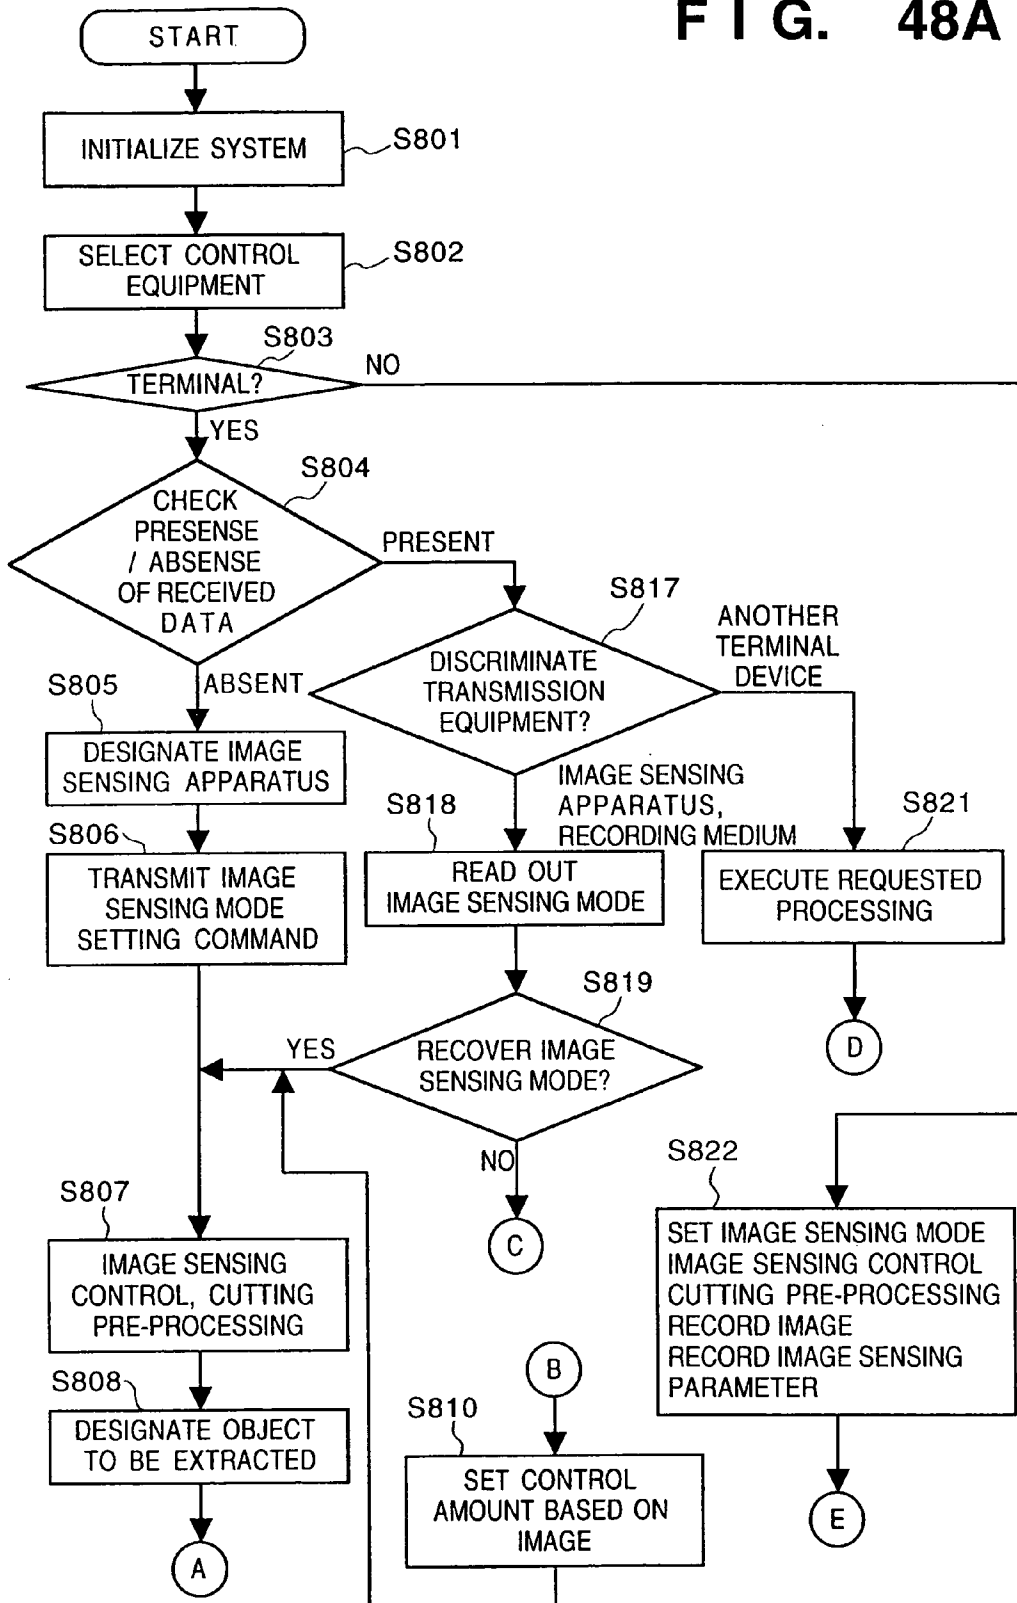 FIG. 48A
START
INITIALIZE SYSTEM
S801
SELECT CONTROL
EQUIPMENT
S802
S803
TERMINAL?
NO
YES
S804
CHECK
PRESENSE
/ ABSENSE
OF RECEIVED
DATA
PRESENT
ABSENT
S817
DISCRIMINATE
TRANSMISSION
EQUIPMENT?
ANOTHER
TERMINAL
DEVICE
S805
DESIGNATE IMAGE
SENSING APPARATUS
IMAGE SENSING
APPARATUS,
RECORDING MEDIUM
S806
TRANSMIT IMAGE
SENSING MODE
SETTING COMMAND
S818
READ OUT
IMAGE SENSING MODE
S821
EXECUTE REQUESTED
PROCESSING
D
S819
RECOVER IMAGE
SENSING MODE?
YES
NO
C
S807
IMAGE SENSING
CONTROL, CUTTING
PRE-PROCESSING
S822
SET IMAGE SENSING MODE
IMAGE SENSING CONTROL
CUTTING PRE-PROCESSING
RECORD IMAGE
RECORD IMAGE SENSING
PARAMETER
E
S808
DESIGNATE OBJECT
TO BE EXTRACTED
A
B
S810
SET CONTROL
AMOUNT BASED ON
IMAGE